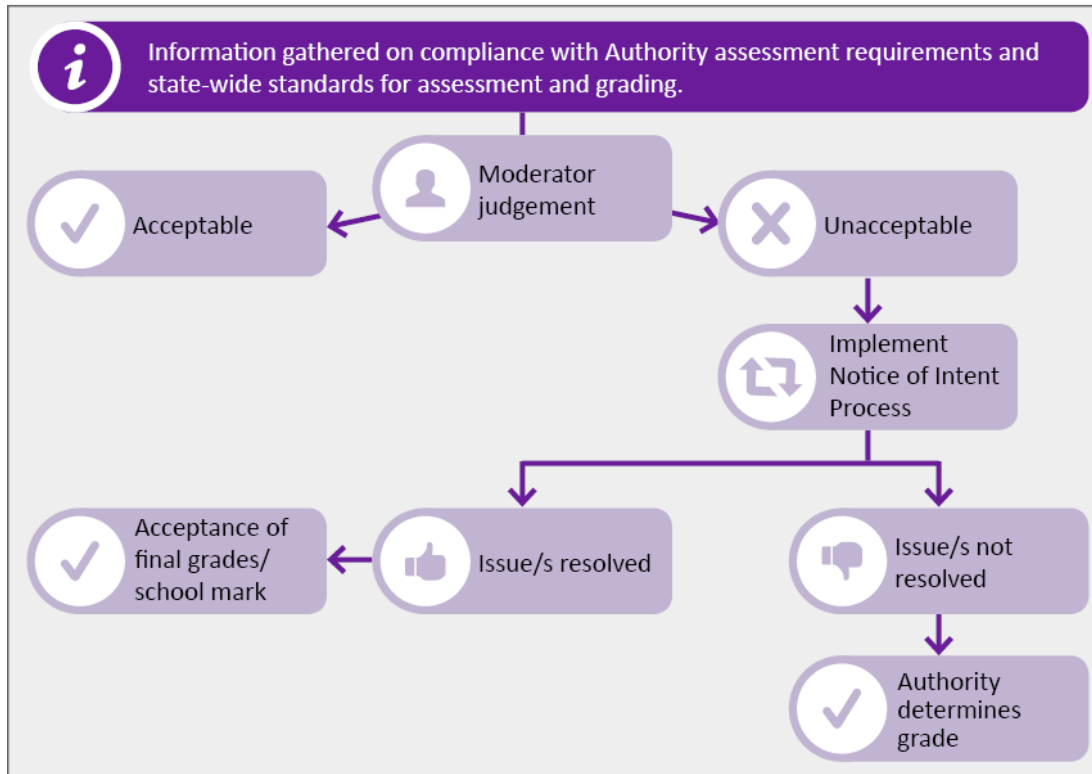 Information gathered on compliance with Authority assessment requirements and
state-wide standards for assessment and grading.
Moderator
judgement
Acceptable
Unacceptable
Implement
Notice of Intent
Process
Acceptance of
final grades/
school mark
Issue/s resolved
Issue/s not
resolved
Authority
determines
grade